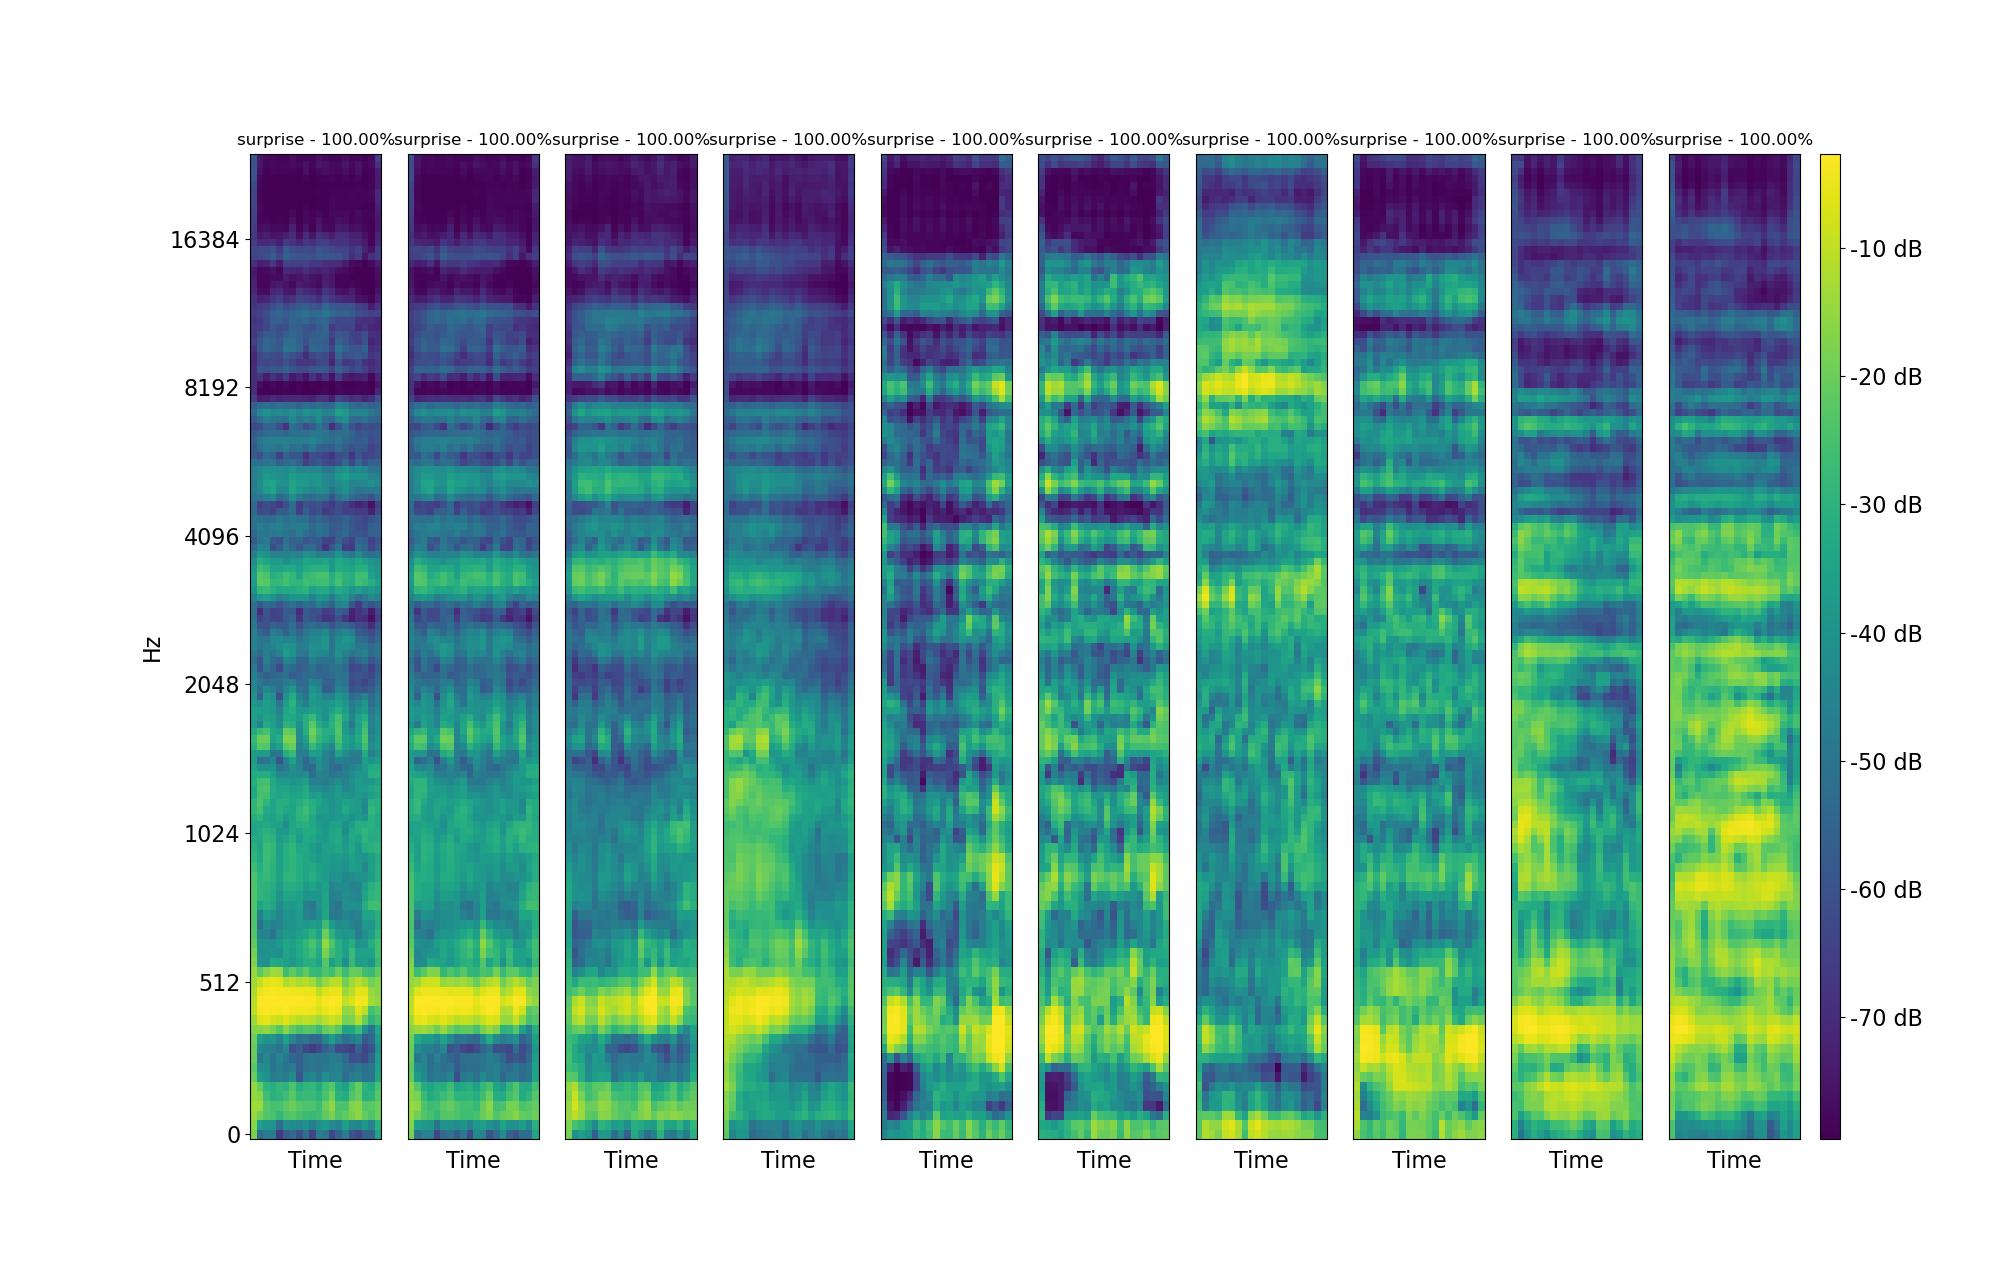 surprise - 100.00% surprise - 100.00% surprise - 100.00% surprise - 100.00% surprise - 100.00% surprise - 100.00% surprise - 100.00% surprise - 100.00% surprise - 100.00% surprise - 100.00%
16384
8192
4096
2048
1024
512
0
Hz
Time Time Time Time Time Time Time Time Time Time
-10 dB
-20 dB
-30 dB
-40 dB
-50 dB
-60 dB
-70 dB